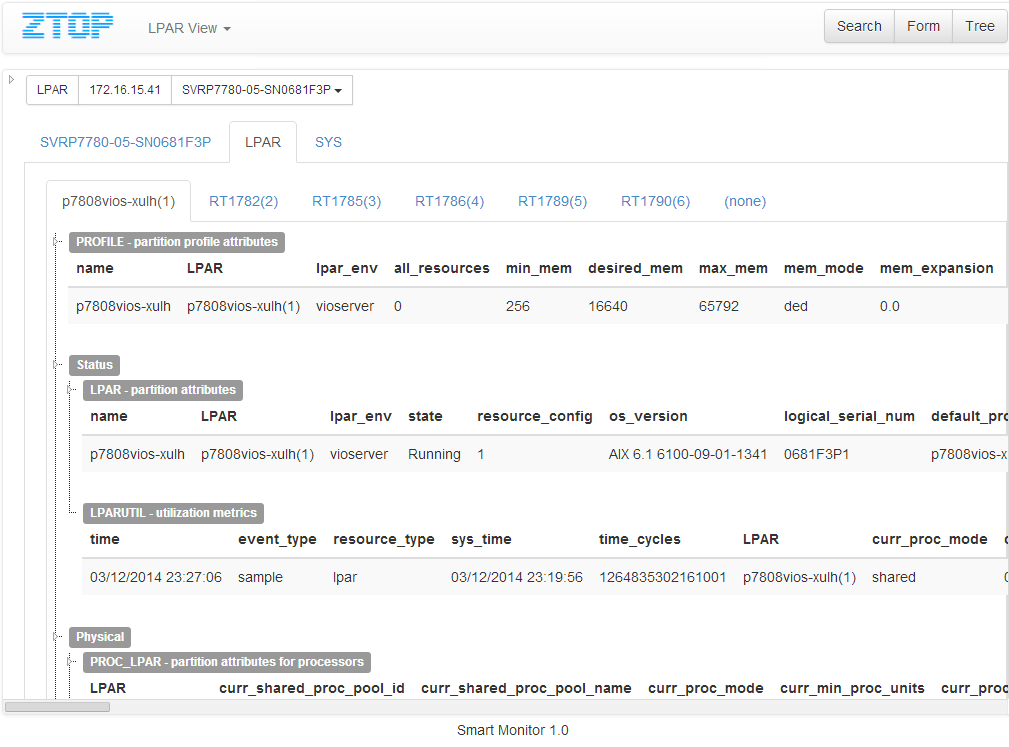 ZTOP LPAR View Search Form Tree
LPAR 172.16.15.41 SVRP7780-05-SN0681F3P
SVRP7780-05-SN0681F3P LPAR SYS
p7808vios-xulh(1) RT1782(2) RT1785(3) RT1786(4) RT1789(5) RT1790(6) (none)
PROFILE - partition profile attributes
name LPAR lpar_env all_resources min_mem desired_mem max_mem mem_mode mem_expansion
p7808vios-xulh p7808vios-xulh(1) vioserver 0 256 16640 65792 ded 0.0
Status
LPAR - partition attributes
name LPAR lpar_env state resource_config os_version logical_serial_num default_pro
p7808vios-xulh p7808vios-xulh(1) vioserver Running 1 AIX 6.1 6100-09-01-1341 0681F3P1 p7808vios-x
LPARUTIL - utilization metrics
time event_type resource_type sys_time time_cycles LPAR curr_proc_mode
03/12/2014 23:27:06 sample lpar 03/12/2014 23:19:56 1264835302161001 p7808vios-xulh(1) shared
Physical
PROC_LPAR - partition attributes for processors
LPAR curr_shared_proc_pool_id curr_shared_proc_pool_name curr_proc_mode curr_min_proc_units curr_proc
Smart Monitor 1.0